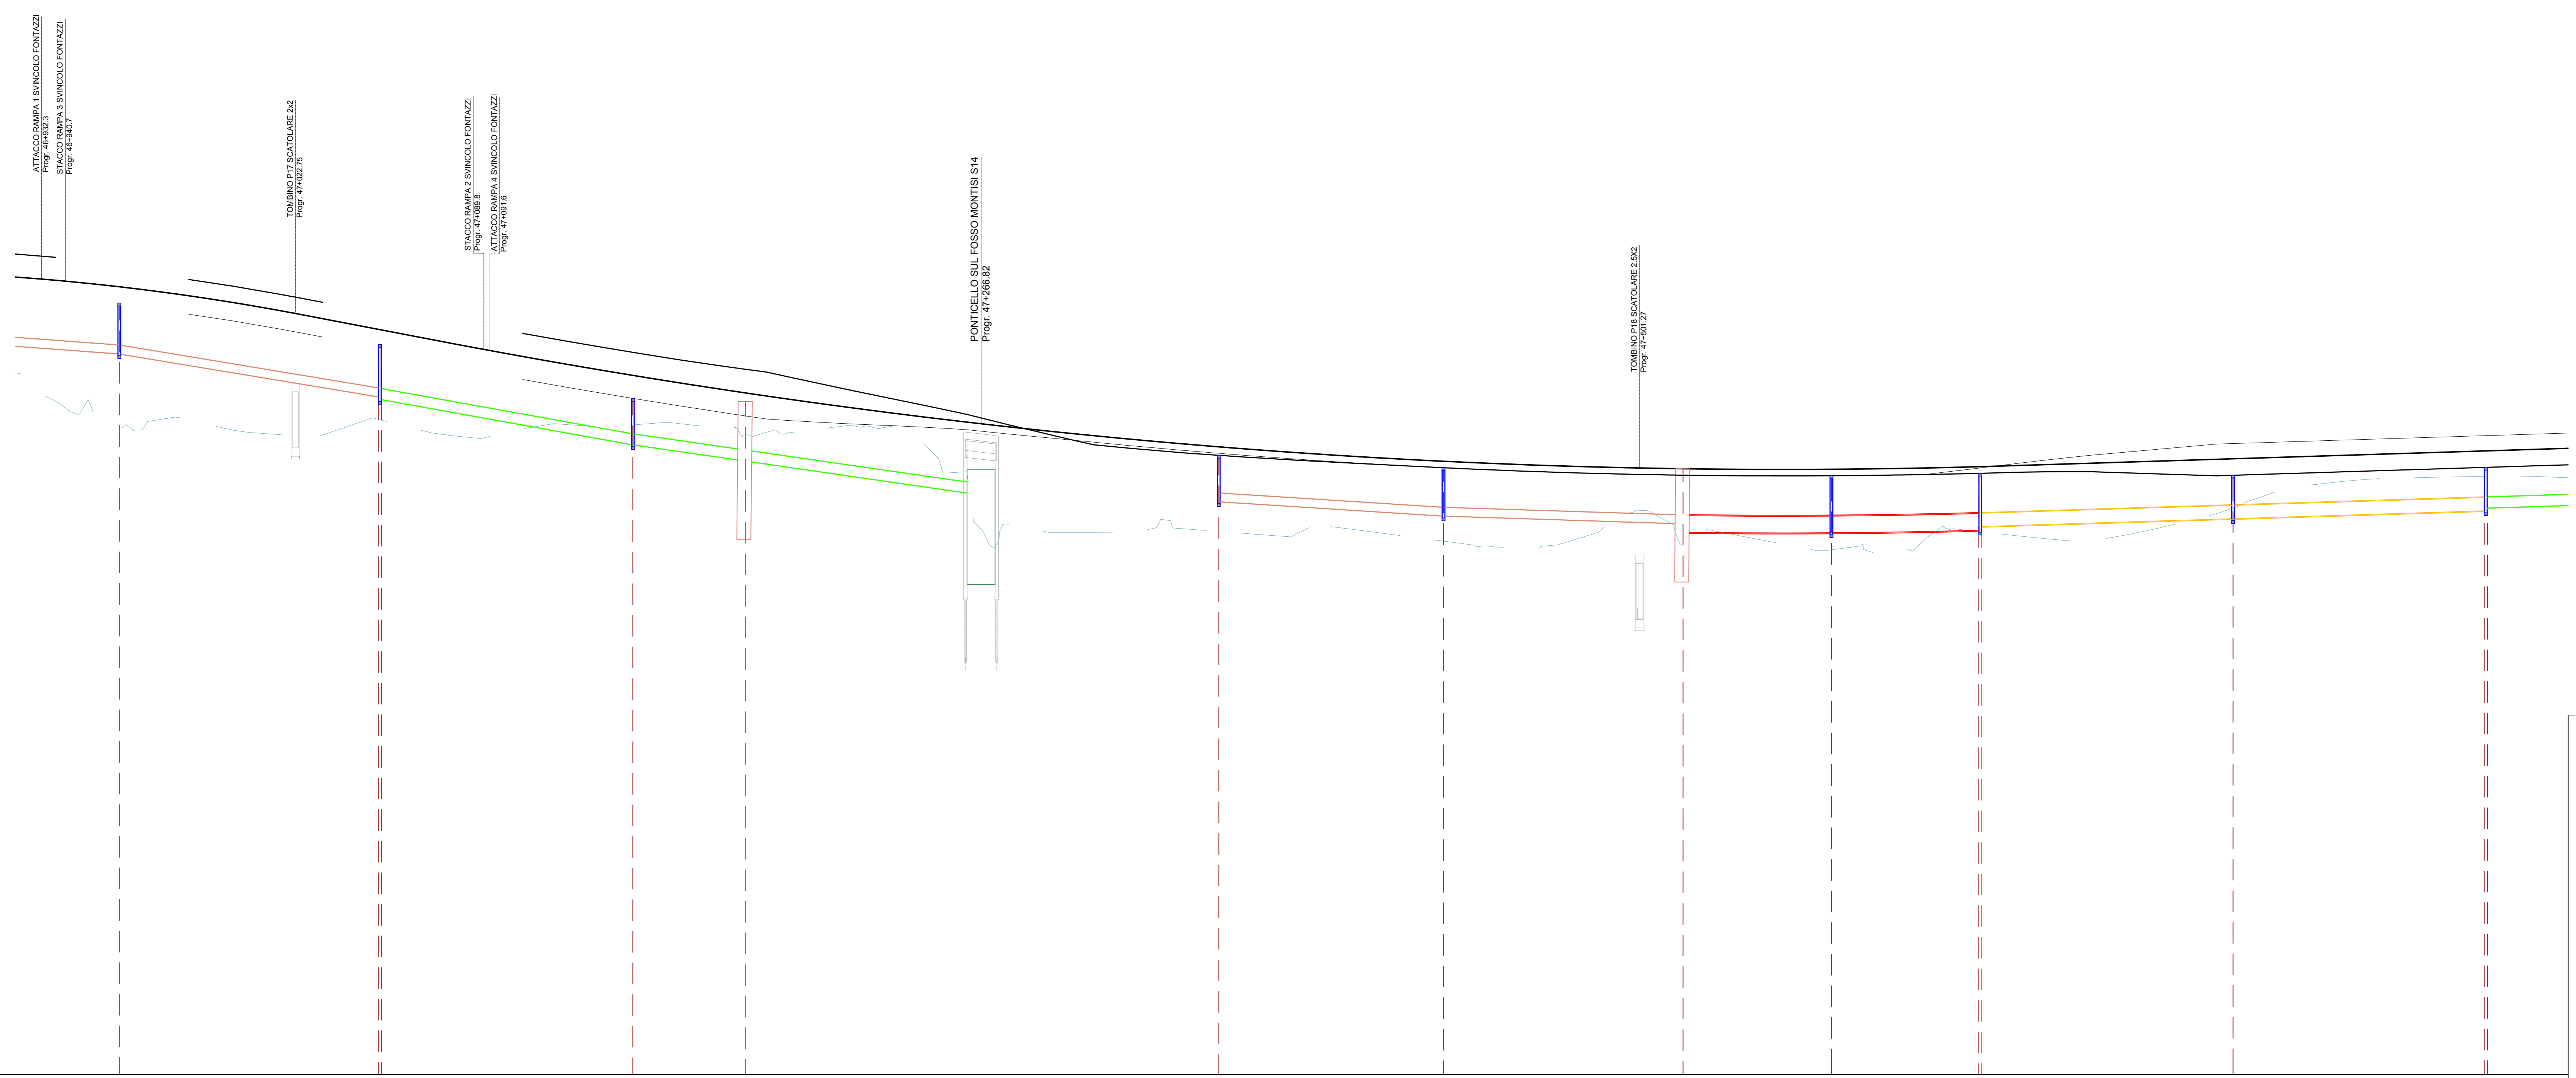 ATTACCO RAMPA 1 SVINCOLO FONTAZZI
Progr. 46+932.3
STACCO RAMPA 3 SVINCOLO FONTAZZI
Progr. 46+940.7
TOMBINO P17 SCATOLARE 2x2
Progr. 47+022.75
STACCO RAMPA 2 SVINCOLO FONTAZZI
Progr. 47+089.8
ATTACCO RAMPA 4 SVINCOLO FONTAZZI
Progr. 47+091.6
PONTICELLO SUL FOSSO MONTISI S14
Progr. 47+266.82
TOMBINO P18 SCATOLARE 2.5X2
Progr. 47+501.27